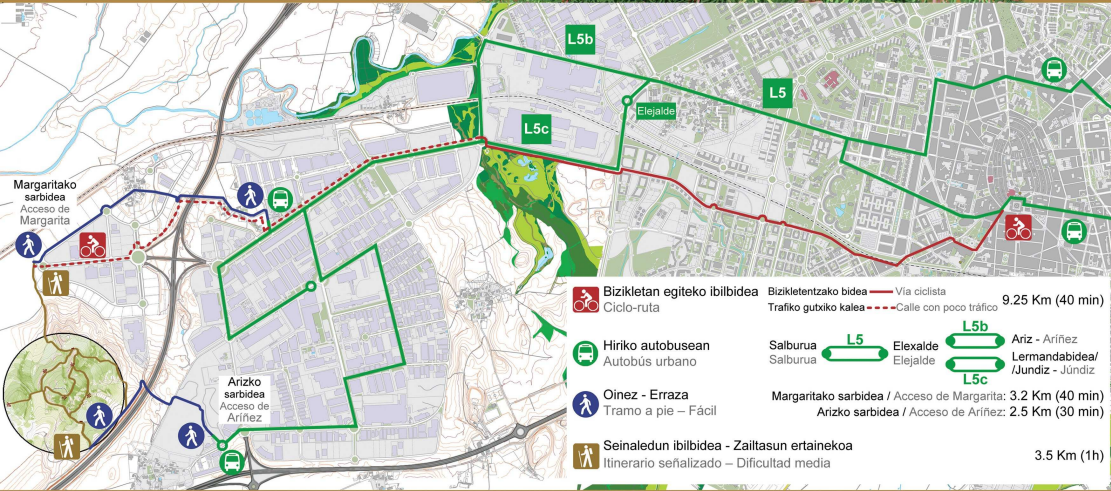 L5b
L5
Elejalde
L5c
Margaritako
sarbidea
Acceso de
Margarita
Arizko
sarbidea
Acceso de
Aríñez
Bizikletan egiteko ibilbidea
Ciclo-ruta
Bizikletentzako bidea Vía ciclista
Trafiko gutxiko kalea Calle con poco tráfico
9.25 Km (40 min)
Hiriko autobusean
Autobús urbano
Salburua
Salburua
L5
Elexalde
Elejalde
L5b
Ariz - Aríñez
Lermandabidea/
/Jundiz - Júndiz
L5c
Oinez - Erraza
Tramo a pie – Fácil
Margaritako sarbidea / Acceso de Margarita: 3.2 Km (40 min)
Arizko sarbidea / Acceso de Aríñez: 2.5 Km (30 min)
Seinaledun ibilbidea - Zailtasun ertainekoa
Itinerario señalizado – Dificultad media
3.5 Km (1h)